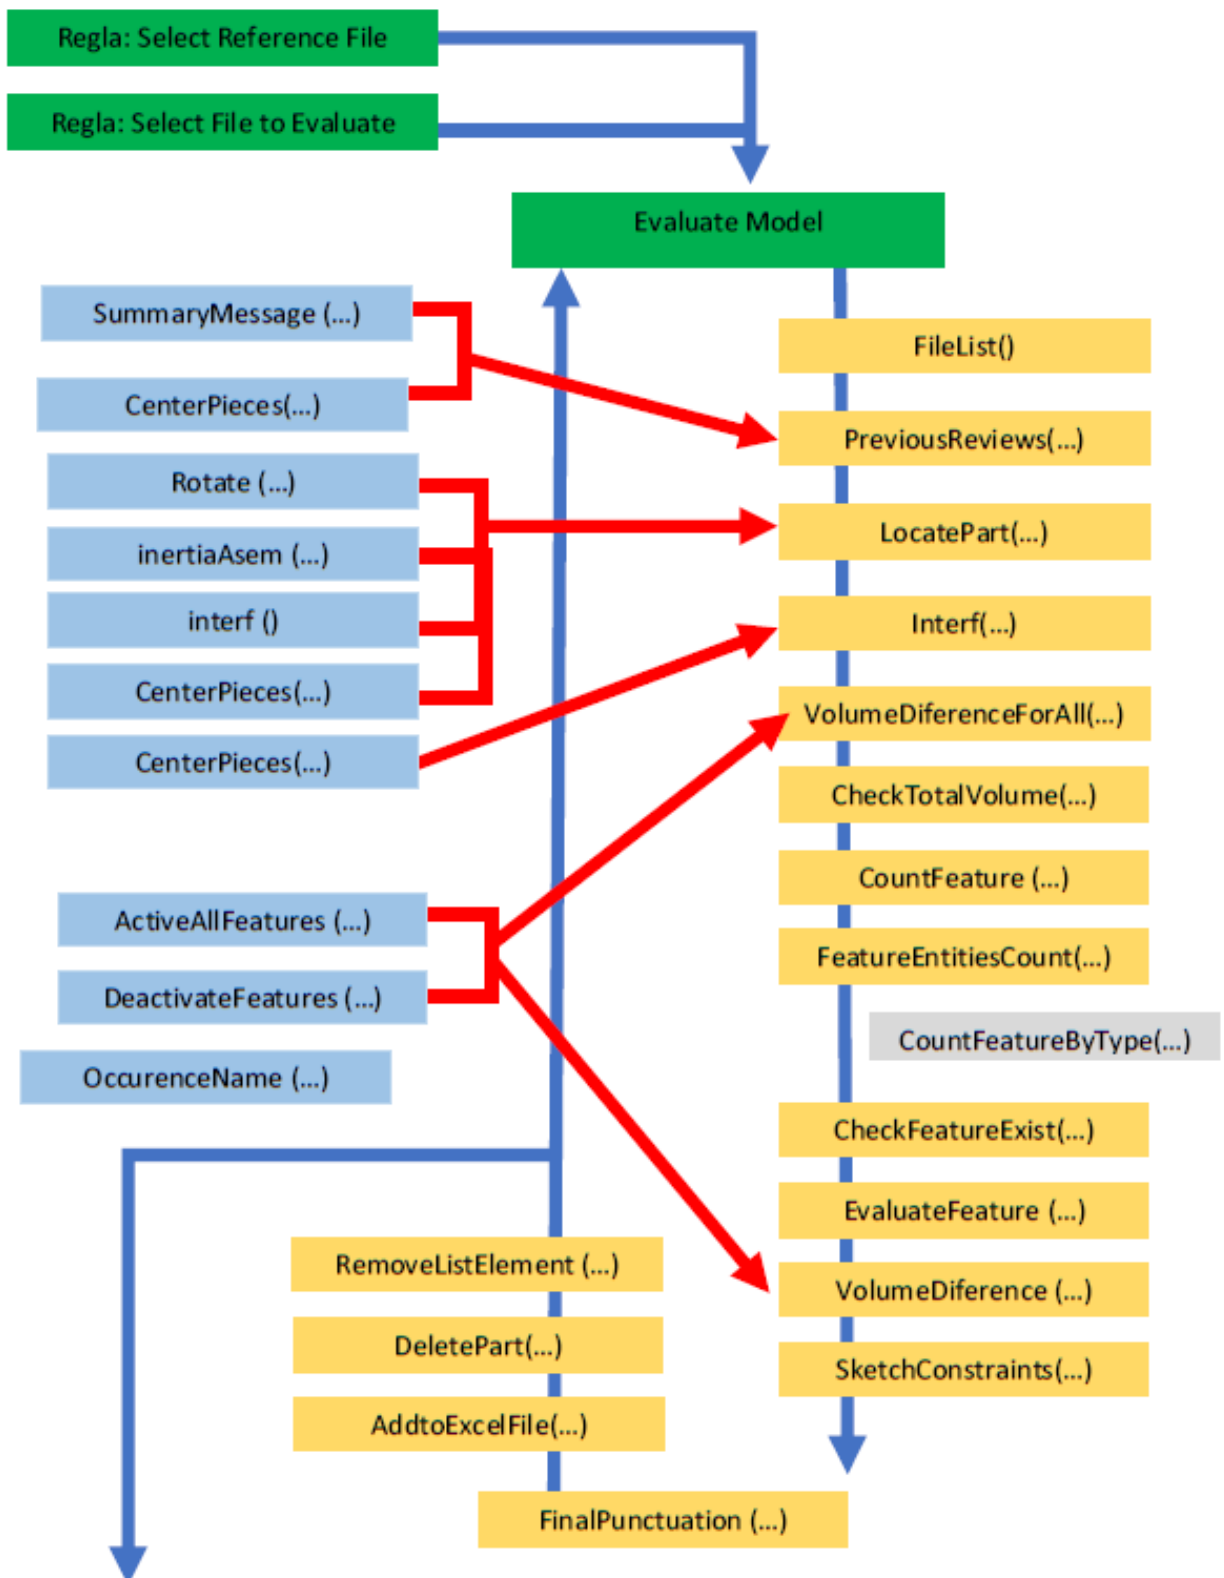 Regla: Select Reference File
Regla: Select File to Evaluate
Evaluate Model
SummaryMessage (...)
CenterPieces(...)
Rotate (...)
inertiaAsem (...)
interf ()
CenterPieces(...)
CenterPieces(...)
ActiveAllFeatures (...)
DeactivateFeatures (...)
OccurenceName (...)
FileList()
PreviousReviews(...)
LocatePart(...)
Interf(...)
VolumeDiferenceForAll(...)
CheckTotalVolume(...)
CountFeature (...)
FeatureEntitiesCount(...)
CountFeatureByType(...)
CheckFeatureExist(...)
EvaluateFeature (...)
VolumeDiference (...)
SketchConstraints(...)
RemoveListElement (...)
DeletePart(...)
AddtoExcelFile(...)
FinalPunctuation (...)